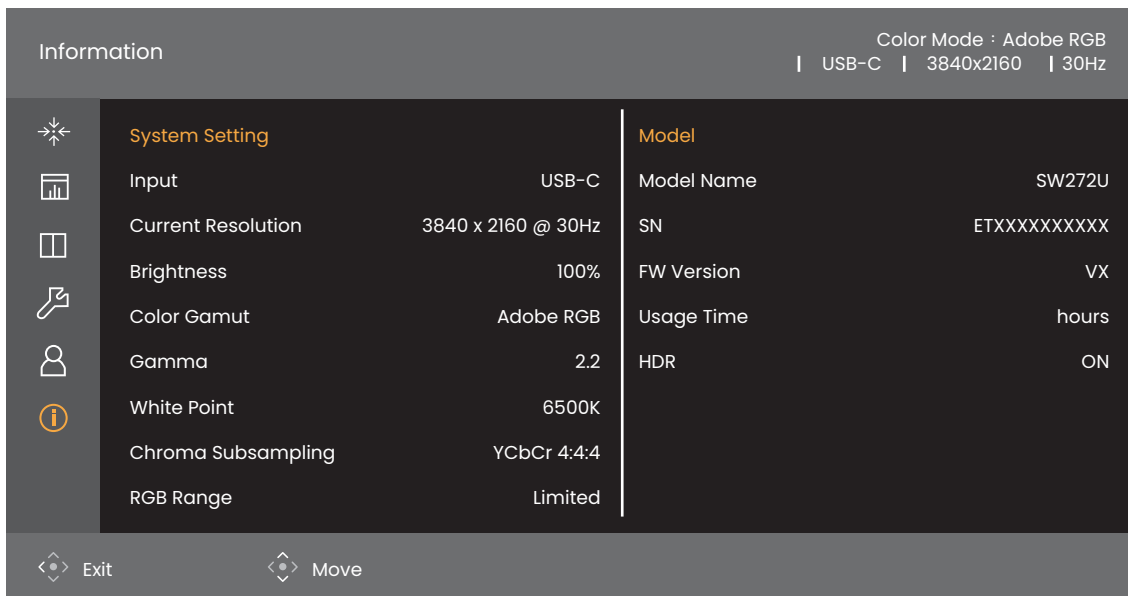 Information
Color Mode : Adobe RGB
| USB-C | 3840x2160 | 30Hz
System Setting
Input USB-C
Current Resolution 3840 x 2160 @ 30Hz
Brightness 100%
Color Gamut Adobe RGB
Gamma 2.2
White Point 6500K
Chroma Subsampling YCbCr 4:4:4
RGB Range Limited
Model
Model Name SW272U
SN ETXXXXXXXXXX
FW Version VX
Usage Time hours
HDR ON
Exit Move